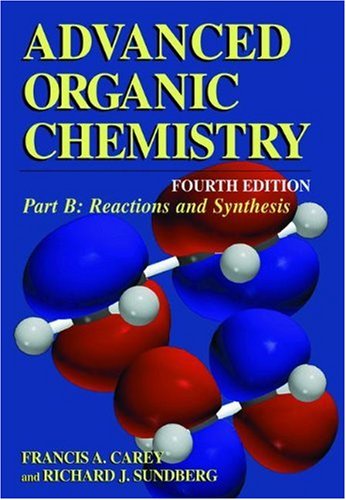 ADVANCED
ORGANIC
CHEMISTRY
FOURTH EDITION
Part B: Reactions and Synthesis
FRANCIS A. CAREY
and RICHARD J. SUNDBERG